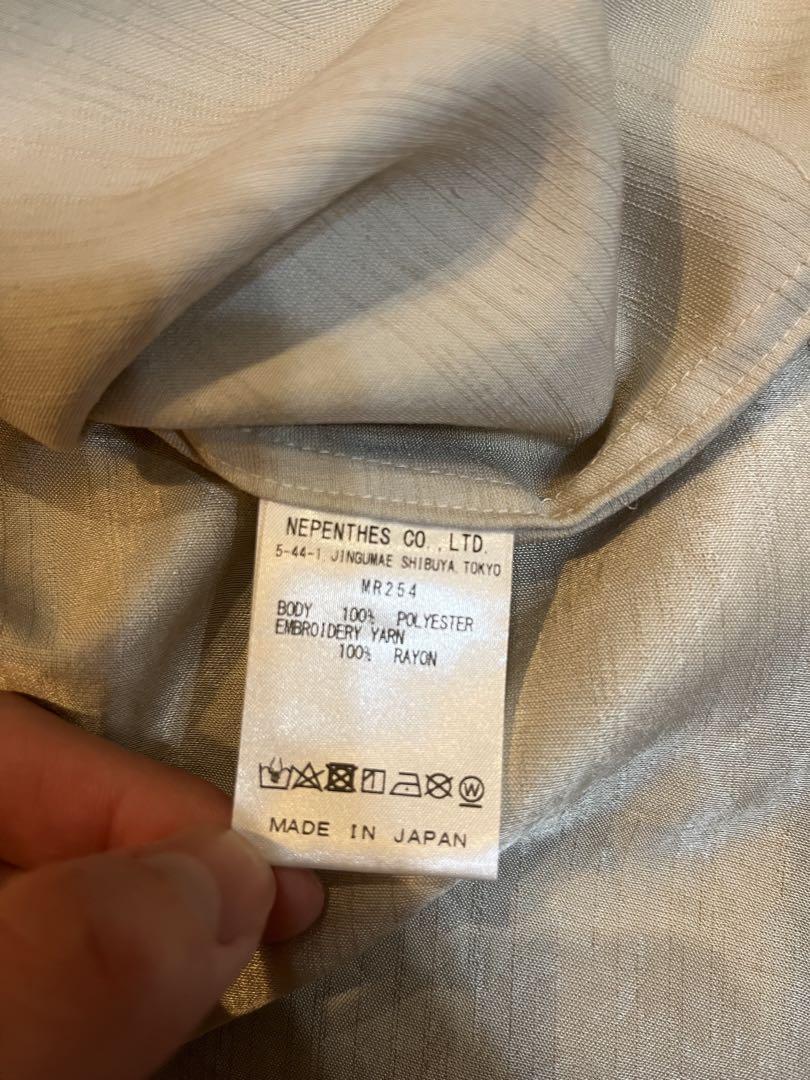 NEPENTHES CO.,LTD.
5-44-1 JINGUMAE SHIBUYA TOKYO
MR254
BODY 100% POLYESTER
EMBROIDERY YARN
100% RAYON
W
MADE IN JAPAN